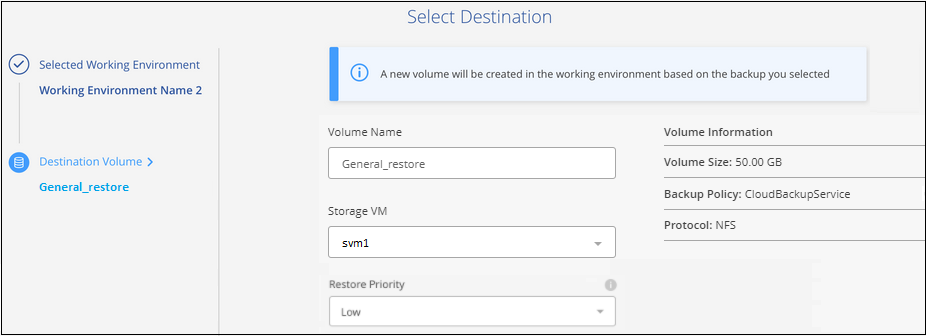 Select Destination
Selected Working Environment
Working Environment Name 2
Destination Volume
General_restore
A new volume will be created in the working environment based on the backup you selected
Volume Name
General_restore
Storage VM
svm1
Restore Priority
Low
Volume Information
Volume Size: 50.00 GB
Backup Policy: CloudBackupService
Protocol: NFS